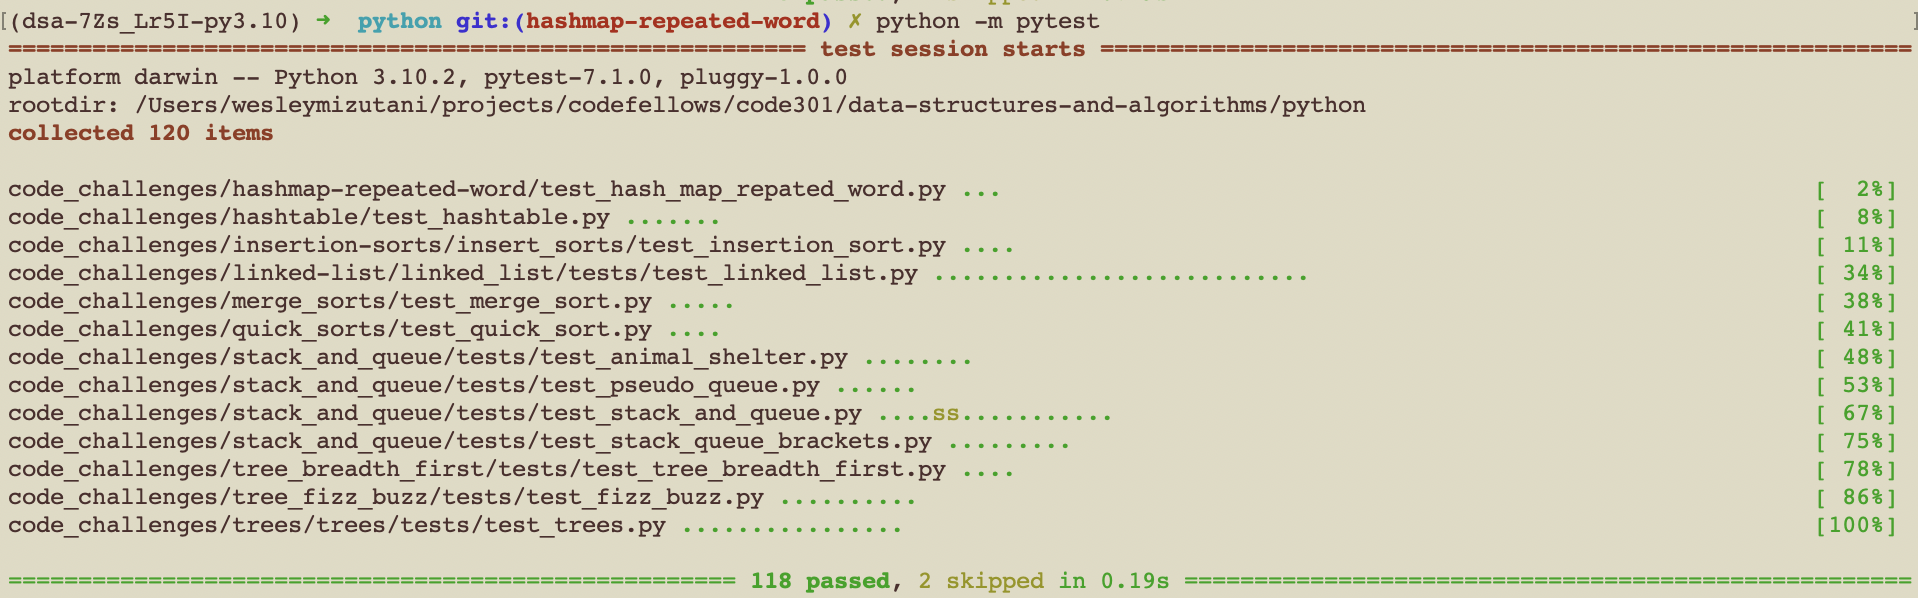 [(dsa-7Zs_Lr5I-py3.10) ➜  python git:(hashmap-repeated-word) ✗ python -m pytest ]
========================================================= test session starts ==========================================================
platform darwin -- Python 3.10.2, pytest-7.1.0, pluggy-1.0.0
rootdir: /Users/wesleymizutani/projects/codefellows/code301/data-structures-and-algorithms/python
collected 120 items
code_challenges/hashmap-repeated-word/test_hash_map_repated_word.py ... [  2%]
code_challenges/hashtable/test_hashtable.py ....... [  8%]
code_challenges/insertion-sorts/insert_sorts/test_insertion_sort.py .... [ 11%]
code_challenges/linked-list/linked_list/tests/test_linked_list.py ........................... [ 34%]
code_challenges/merge_sorts/test_merge_sort.py ..... [ 38%]
code_challenges/quick_sorts/test_quick_sort.py .... [ 41%]
code_challenges/stack_and_queue/tests/test_animal_shelter.py ........ [ 48%]
code_challenges/stack_and_queue/tests/test_pseudo_queue.py ...... [ 53%]
code_challenges/stack_and_queue/tests/test_stack_and_queue.py ....ss........... [ 67%]
code_challenges/stack_and_queue/tests/test_stack_queue_brackets.py ......... [ 75%]
code_challenges/tree_breadth_first/tests/test_tree_breadth_first.py .... [ 78%]
code_challenges/tree_fizz_buzz/tests/test_fizz_buzz.py .......... [ 86%]
code_challenges/trees/trees/tests/test_trees.py ................ [100%]
==================================================== 118 passed, 2 skipped in 0.19s ====================================================